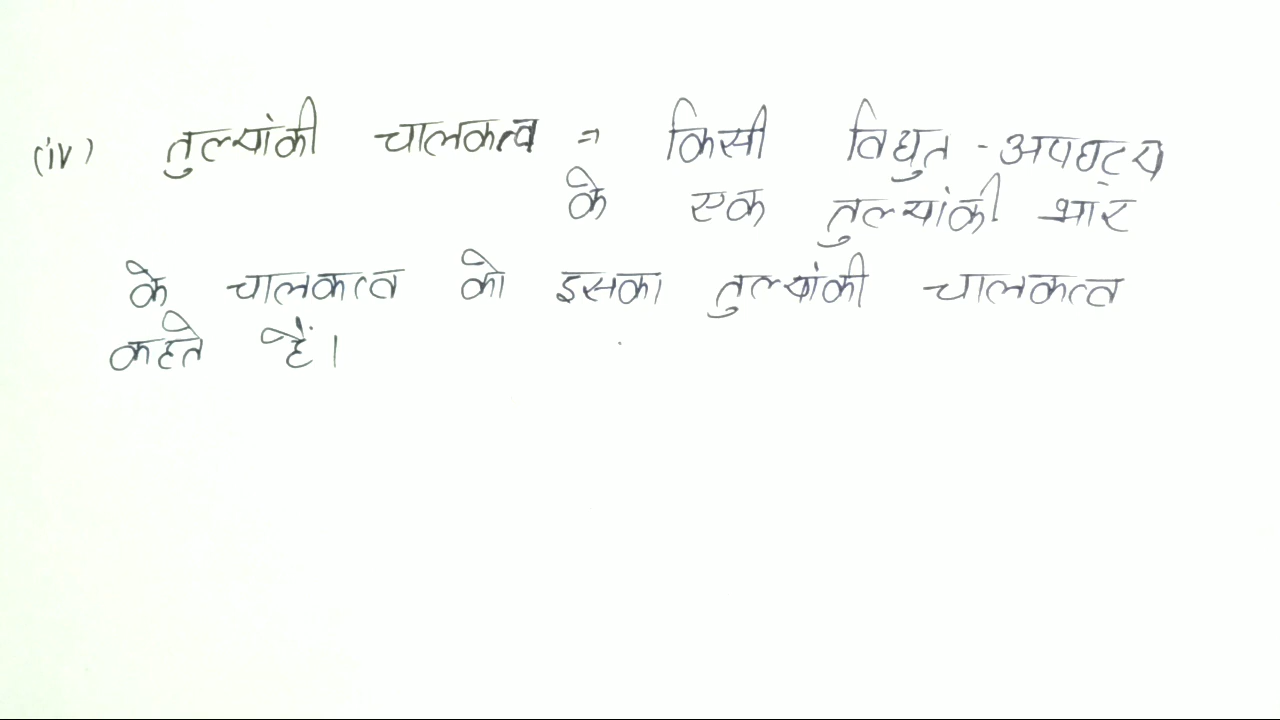 (iv) तुल्यांकी चालकत्व = किसी विद्युत - अपघट्य
के एक तुल्यांकी भार
के चालकत्व को इसका तुल्यांकी चालकत्व
कहते हैं।